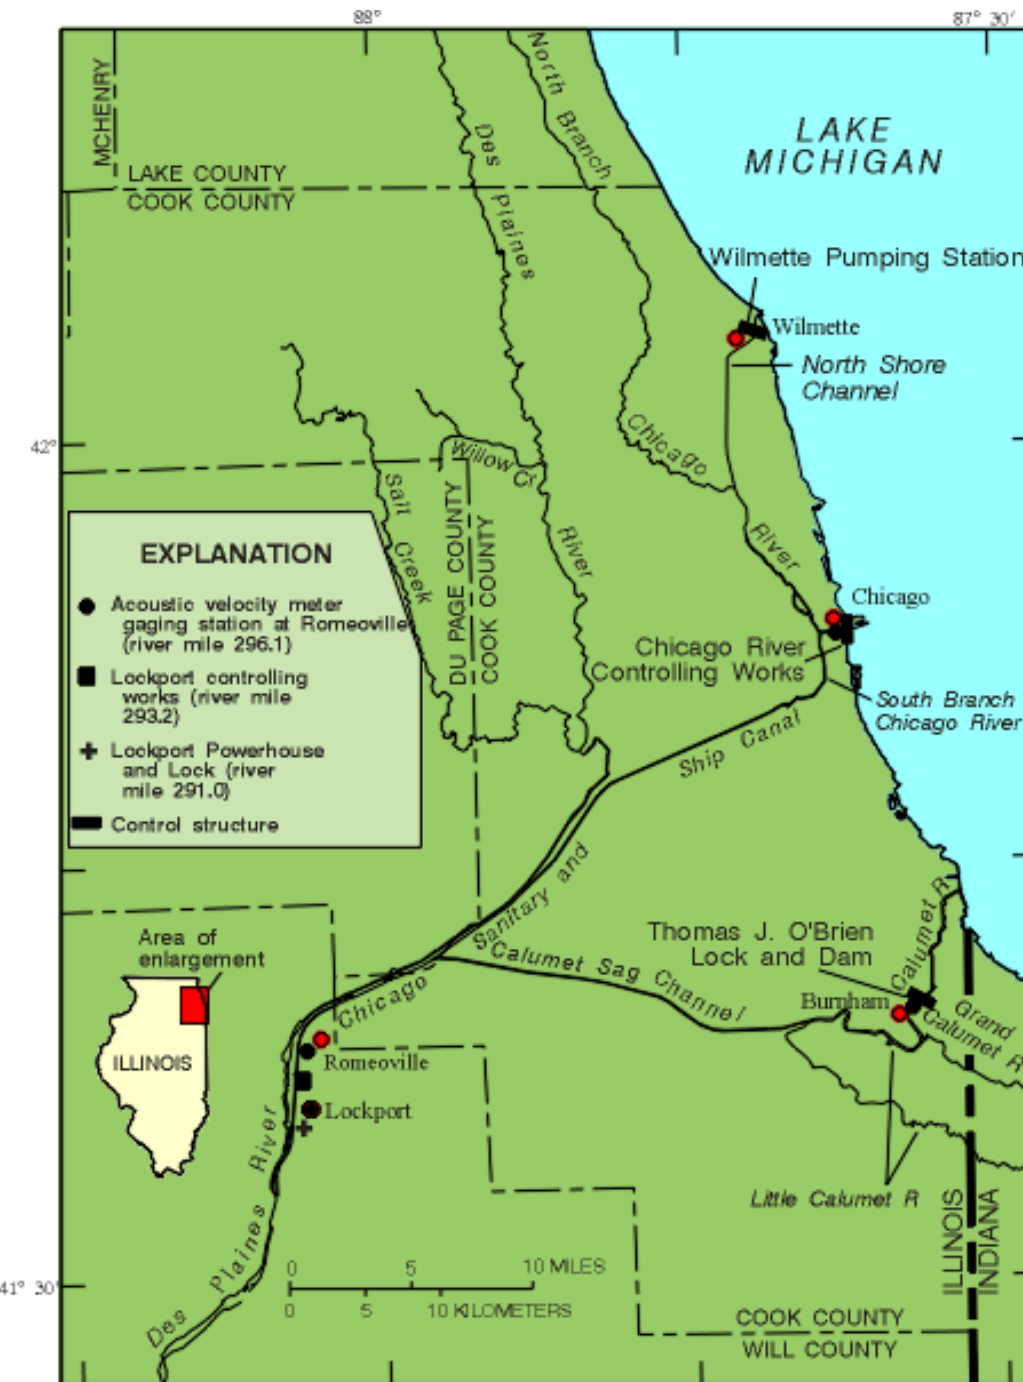 88°
87° 30'
MCHENRY
LAKE COUNTY
COOK COUNTY
Des Plaines
North Branch
LAKE
MICHIGAN
Wilmette Pumping Station
Wilmette
North Shore
Channel
42°
Chicago
River
Willow Cr
Salt Creek
DU PAGE COUNTY
COOK COUNTY
River
EXPLANATION
Acoustic velocity meter
gaging station at Romeoville
(river mile 296.1)
Lockport controlling
works (river mile
293.2)
Lockport Powerhouse
and Lock (river
mile 291.0)
Control structure
Chicago
Chicago River
Controlling Works
South Branch
Chicago River
Ship Canal
Sanitary and
Chicago
Calumet Sag Channel
Thomas J. O'Brien
Lock and Dam
Calumet R
Burnham
Grand
Calumet R
Area of
enlargement
ILLINOIS
Romeoville
Lockport
Des Plaines River
Little Calumet R
ILLINOIS
INDIANA
41° 30'
0 5 10 MILES
0 5 10 KILOMETERS
COOK COUNTY
WILL COUNTY